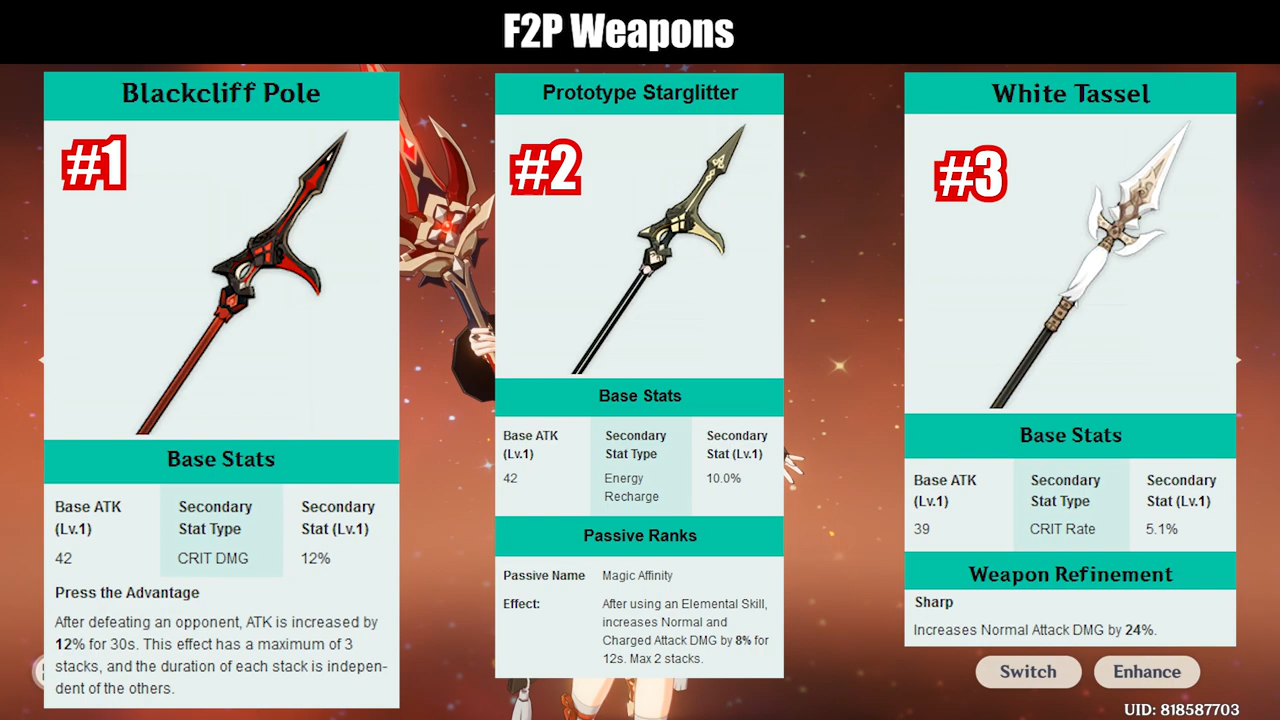 F2P Weapons
Blackcliff Pole
#1
Base Stats
Base ATK
(Lv.1)
Secondary
Stat Type
Secondary
Stat (Lv.1)
42
CRIT DMG
12%
Press the Advantage
After defeating an opponent, ATK is increased by
12% for 30s. This effect has a maximum of 3
stacks, and the duration of each stack is indepen-
dent of the others.
Prototype Starglitter
#2
Base Stats
Base ATK
(Lv.1)
Secondary
Stat Type
Secondary
Stat (Lv.1)
42
Energy
Recharge
10.0%
Passive Ranks
Passive Name
Magic Affinity
Effect:
After using an Elemental Skill,
increases Normal and
Charged Attack DMG by 8% for
12s. Max 2 stacks.
White Tassel
#3
Base Stats
Base ATK
(Lv.1)
Secondary
Stat Type
Secondary
Stat (Lv.1)
39
CRIT Rate
5.1%
Weapon Refinement
Sharp
Increases Normal Attack DMG by 24%.
Switch
Enhance
UID: 818587703